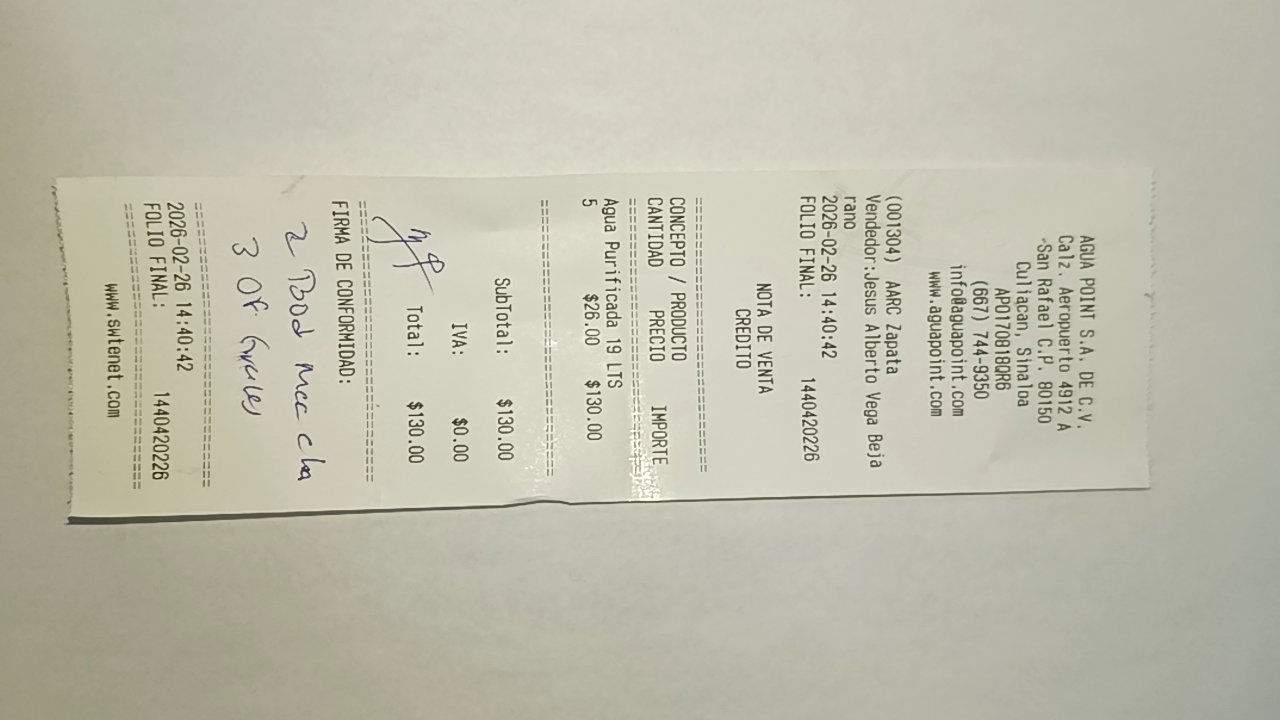 AGUA POINT S.A. DE C.V.
Calz. Aeropuerto 4912 A
-San Rafael C.P. 80150
Culiacan, Sinaloa
APO170818QR6
(667) 744-9350
info@aguapoint.com
www.aguapoint.com
(001304) AARC Zapata
Vendedor:Jesus Alberto Vega Beja
rano
2026-02-26 14:40:42
FOLIO FINAL: 1440420226
NOTA DE VENTA
CREDITO
==============================
CONCEPTO / PRODUCTO
CANTIDAD PRECIO IMPORTE
==============================
Agua Purificada 19 LTS
5 $26.00 $130.00
==============================
SubTotal: $130.00
IVA: $0.00
Total: $130.00
==============================
FIRMA DE CONFORMIDAD:
2
3 Of
==============================
2026-02-26 14:40:42
FOLIO FINAL: 1440420226
==============================
www.swtenet.com